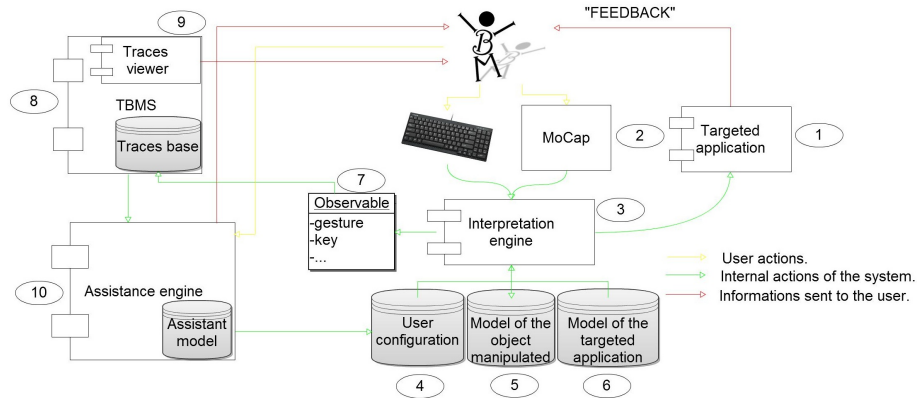 "FEEDBACK"
9
Traces
viewer
8
TBMS
Traces base
B
MoCap
2
Targeted
application
1
7
Observable
-gesture
-key
-...
Interpretation
engine
3
User actions.
Internal actions of the system.
Informations sent to the user.
10
Assistance engine
Assistant
model
User
configuration
Model of the
object
manipulated
Model of the
targeted
application
4
5
6